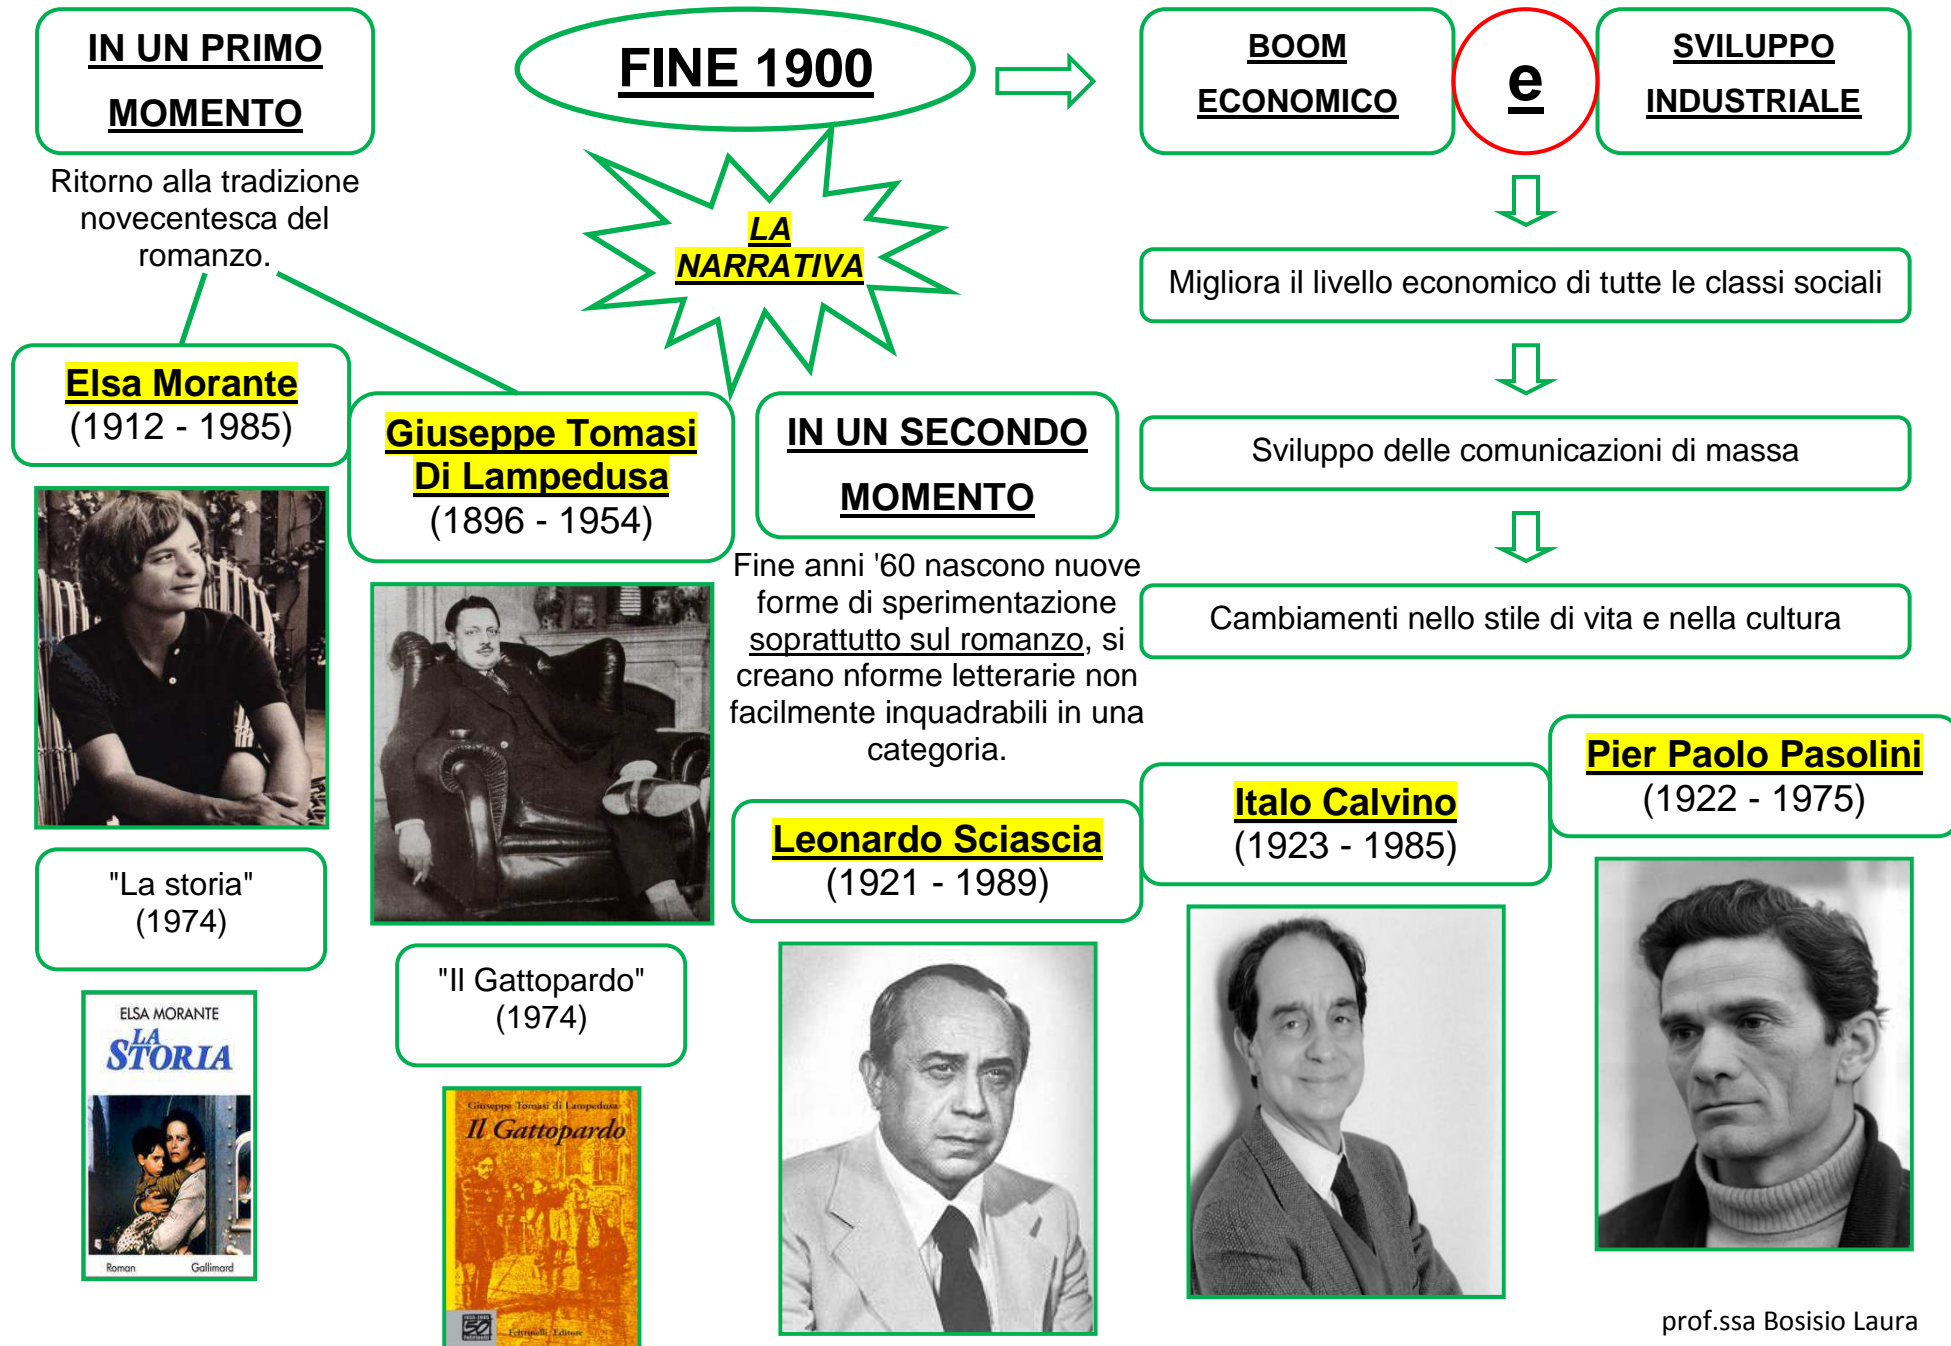 IN UN PRIMO
MOMENTO
Ritorno alla tradizione
novecentesca del
romanzo.
FINE 1900
LA
NARRATIVA
BOOM
ECONOMICO
e
SVILUPPO
INDUSTRIALE
Migliora il livello economico di tutte le classi sociali
Sviluppo delle comunicazioni di massa
Cambiamenti nello stile di vita e nella cultura
Elsa Morante
(1912 - 1985)
"La storia"
(1974)
ELSA MORANTE
LA
STORIA
Roman Gallimard
Giuseppe Tomasi
Di Lampedusa
(1896 - 1954)
"Il Gattopardo"
(1974)
Giuseppe Tomasi di Lampedusa
Il Gattopardo
50
Feltrinelli Editore
IN UN SECONDO
MOMENTO
Fine anni '60 nascono nuove
forme di sperimentazione
soprattutto sul romanzo, si
creano nforme letterarie non
facilmente inquadrabili in una
categoria.
Leonardo Sciascia
(1921 - 1989)
Italo Calvino
(1923 - 1985)
Pier Paolo Pasolini
(1922 - 1975)
prof.ssa Bosisio Laura